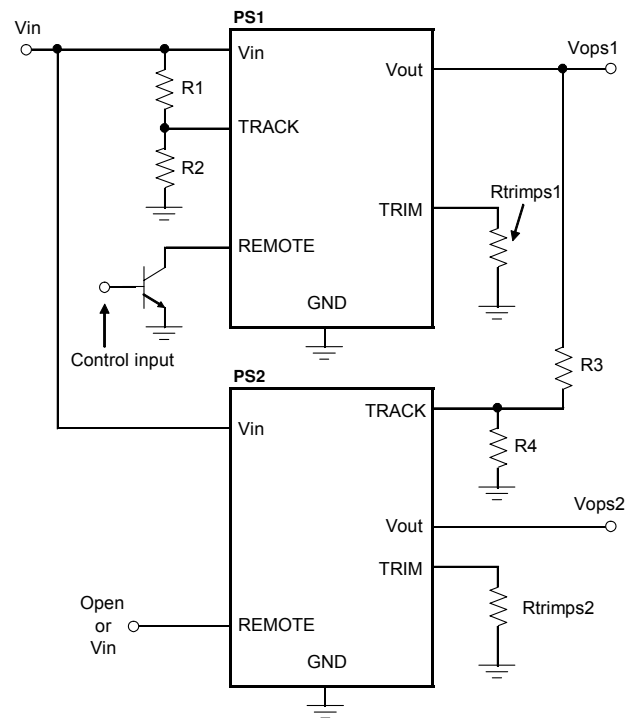 PS1
Vin
Vin
Vout
Vops1
R1
TRACK
R2
Rtrimps1
TRIM
REMOTE
GND
Control input
R3
PS2
TRACK
Vin
R4
Vout
Vops2
TRIM
Open
or
Vin
REMOTE
Rtrimps2
GND